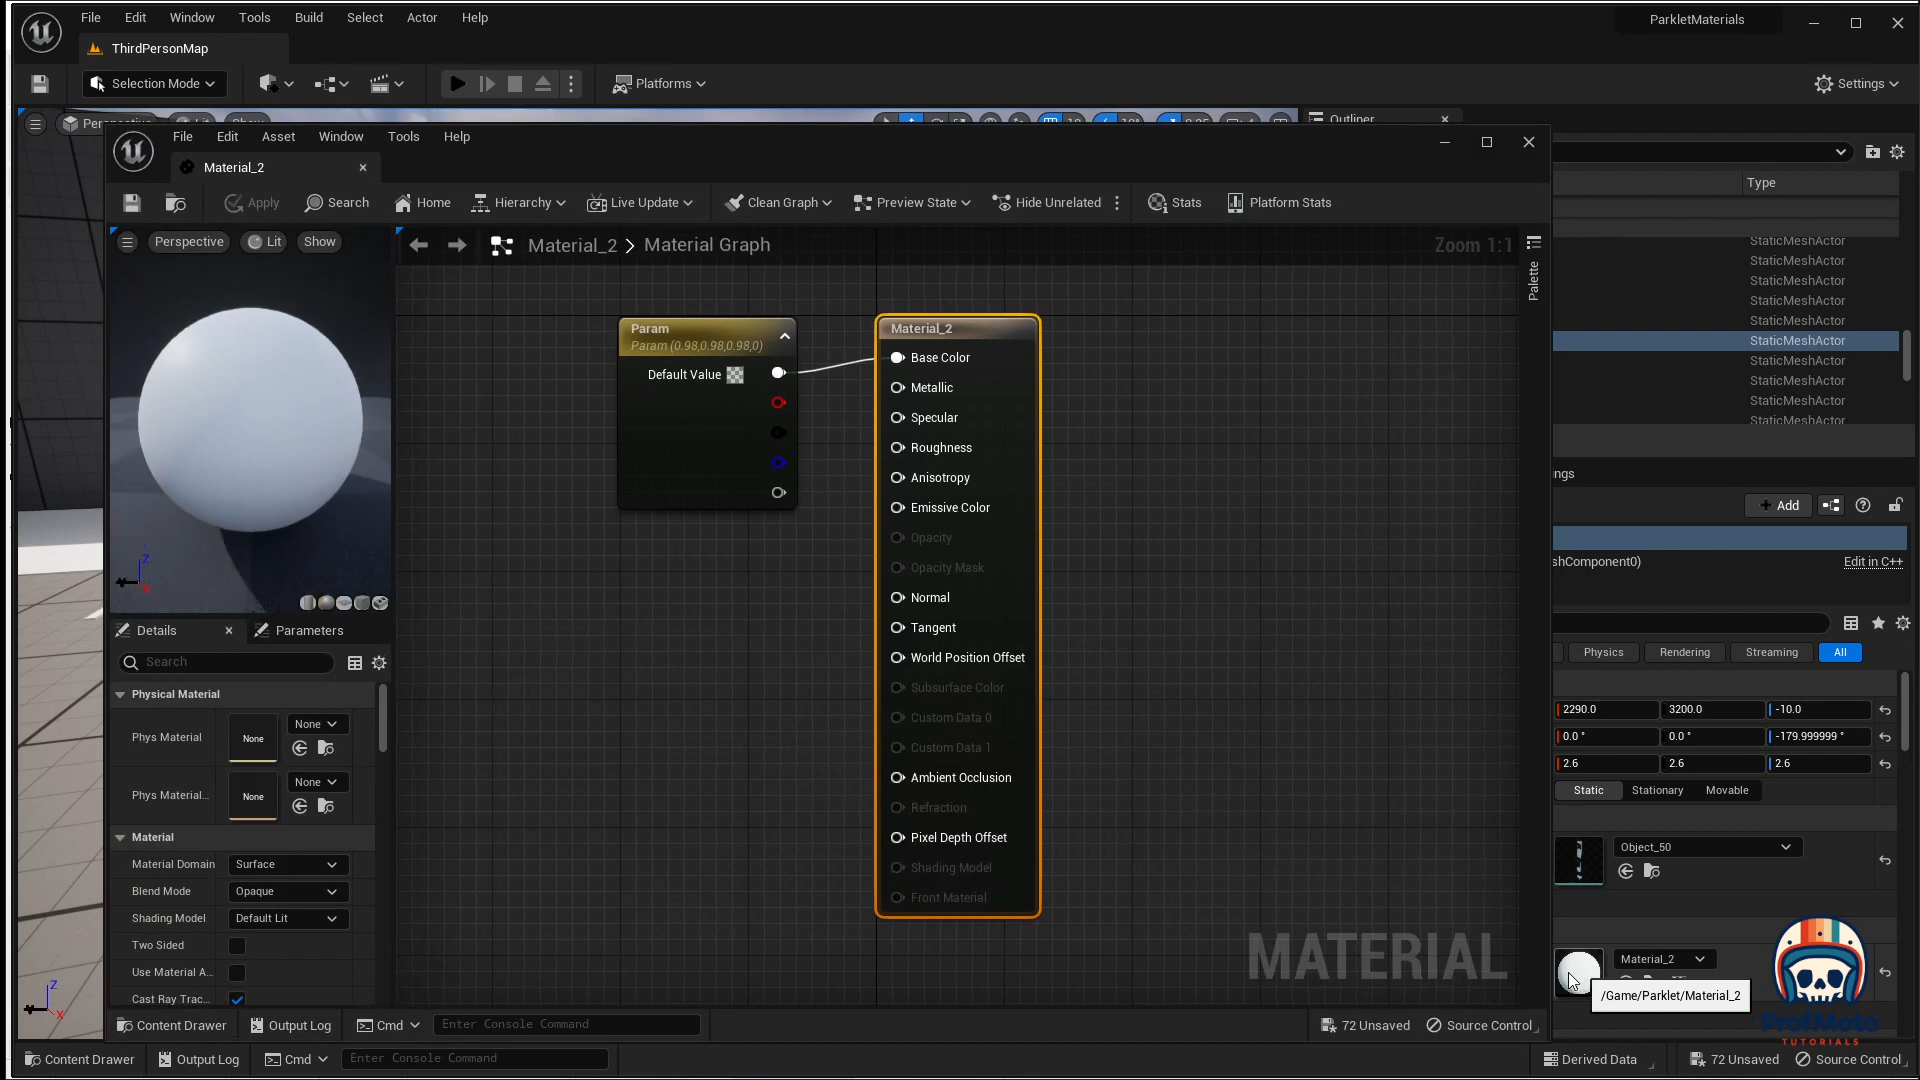 File Edit Window Tools Build Select Actor Help
ParkletMaterials
ThirdPersonMap
Selection Mode
Platforms
Settings
Show
Outliner
File Edit Asset Window Tools Help
Material_2
Type
Apply Search Home Hierarchy Live Update Clean Graph Preview State Hide Unrelated Stats Platform Stats
Perspective Lit Show
Material_2 > Material Graph
Zoom 1:1
Palette
StaticMeshActor
StaticMeshActor
StaticMeshActor
StaticMeshActor
StaticMeshActor
StaticMeshActor
StaticMeshActor
StaticMeshActor
StaticMeshActor
StaticMeshActor
Param
Param (0.98,0.98,0.98,0)
Default Value
Material_2
Base Color
Metallic
Specular
Roughness
Anisotropy
Emissive Color
Opacity
Opacity Mask
Normal
Tangent
World Position Offset
Subsurface Color
Custom Data 0
Custom Data 1
Ambient Occlusion
Refraction
Pixel Depth Offset
Shading Model
Front Material
MATERIAL
Z
X
Details Parameters
Search
Physical Material
Phys Material None None
Phys Material... None None
Material
Material Domain Surface
Blend Mode Opaque
Shading Model Default Lit
Two Sided
Use Material A...
Cast Ray Trac...
ngs
Add
shComponent0) Edit in C++
Physics Rendering Streaming All
2290.0 3200.0 -10.0
0.0 ° 0.0 ° -179.999999 °
2.6 2.6 2.6
Static Stationary Movable
Object_50
Material_2
/Game/Parklet/Material_2
ProfMoto
TUTORIALS
Z
X
Content Drawer Output Log Cmd Enter Console Command 72 Unsaved Source Control
Content Drawer Output Log Cmd Enter Console Command Derived Data 72 Unsaved Source Control